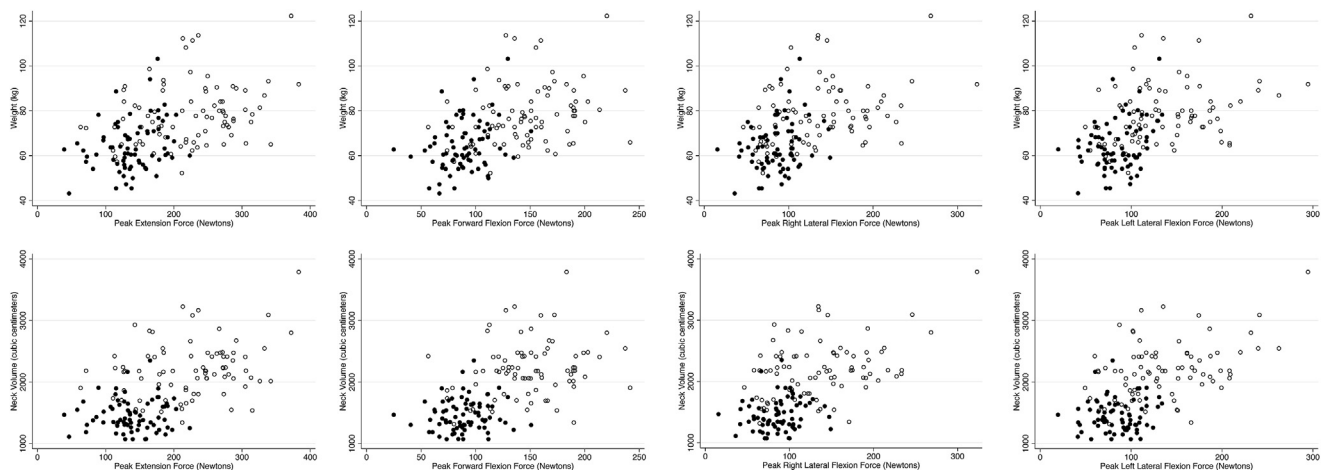 Weight (kg)
40 60 80 100 120
0 100 200 300 400
Peak Extension Force (Newtons)
Weight (kg)
40 60 80 100 120
0 50 100 150 200 250
Peak Forward Flexion Force (Newtons)
Weight (kg)
40 60 80 100 120
0 100 200 300
Peak Right Lateral Flexion Force (Newtons)
Weight (kg)
40 60 80 100 120
0 100 200 300
Peak Left Lateral Flexion Force (Newtons)
Neck Volume (cubic centimeters)
1000 2000 3000 4000
0 100 200 300 400
Peak Extension Force (Newtons)
Neck Volume (cubic centimeters)
1000 2000 3000 4000
0 50 100 150 200 250
Peak Forward Flexion Force (Newtons)
Neck Volume (cubic centimeters)
1000 2000 3000 4000
0 100 200 300
Peak Right Lateral Flexion Force (Newtons)
Neck Volume (cubic centimeters)
1000 2000 3000 4000
0 100 200 300
Peak Left Lateral Flexion Force (Newtons)